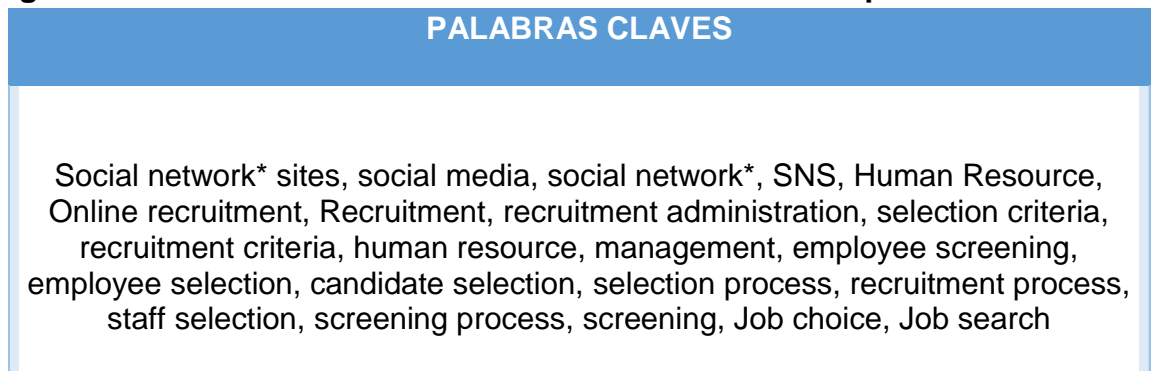 PALABRAS CLAVES
Social network* sites, social media, social network*, SNS, Human Resource,
Online recruitment, Recruitment, recruitment administration, selection criteria,
recruitment criteria, human resource, management, employee screening,
employee selection, candidate selection, selection process, recruitment process,
staff selection, screening process, screening, Job choice, Job search